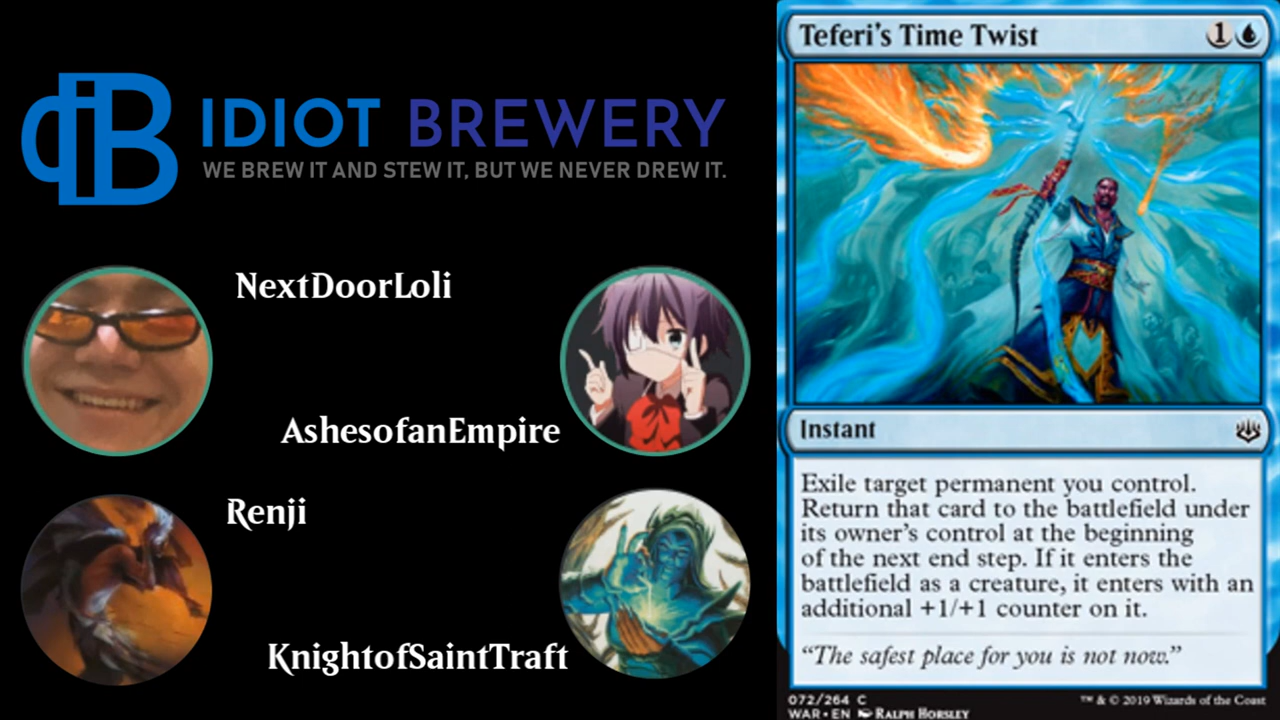 diB IDIOT BREWERY
WE BREW IT AND STEW IT, BUT WE NEVER DREW IT.
NextDoorLoli
AshesofanEmpire
Renji
KnightofSaintTraft
Teferi's Time Twist 1
Instant
Exile target permanent you control.
Return that card to the battlefield under
its owner's control at the beginning
of the next end step. If it enters the
battlefield as a creature, it enters with an
additional +1/+1 counter on it.
“The safest place for you is not now.”
072/264 C
WAR • EN RALPH HORSLEY
™ & © 2019 Wizards of the Coast